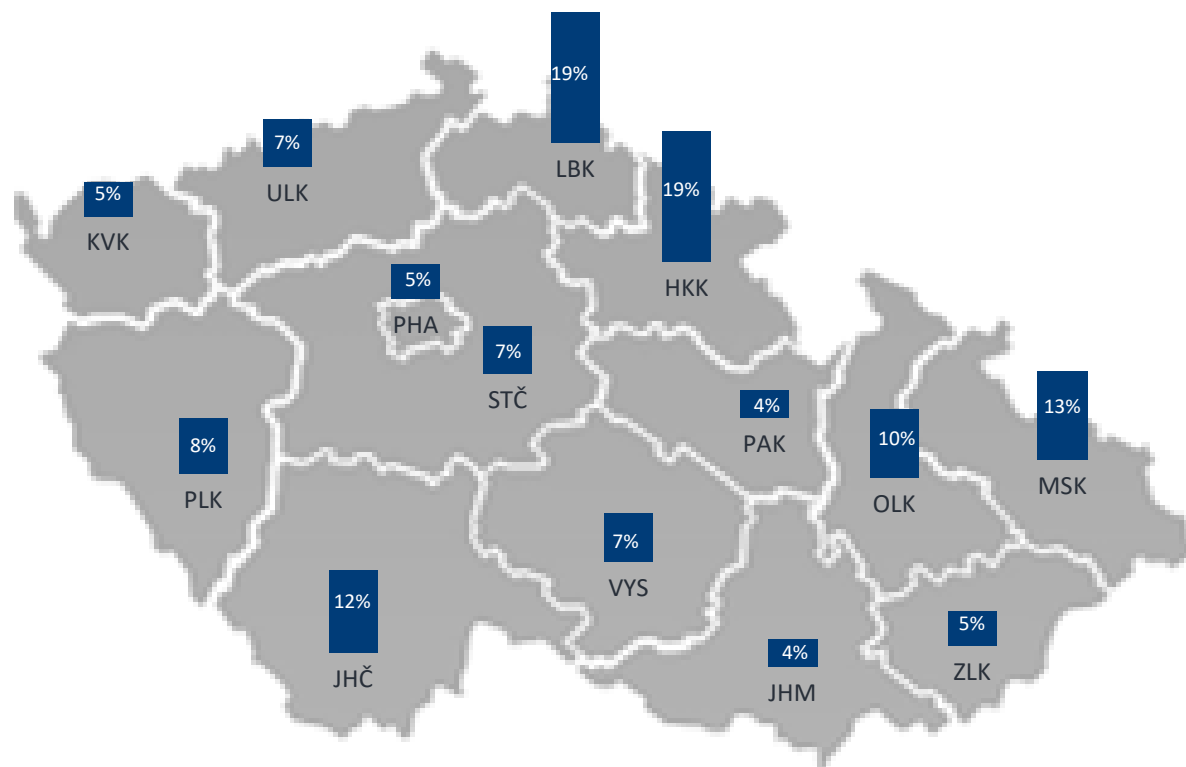 19%
LBK
7%
ULK
19%
HKK
5%
KVK
5%
PHA
7%
STČ
4%
PAK
13%
MSK
10%
OLK
8%
PLK
7%
VYS
12%
JHČ
5%
ZLK
4%
JHM